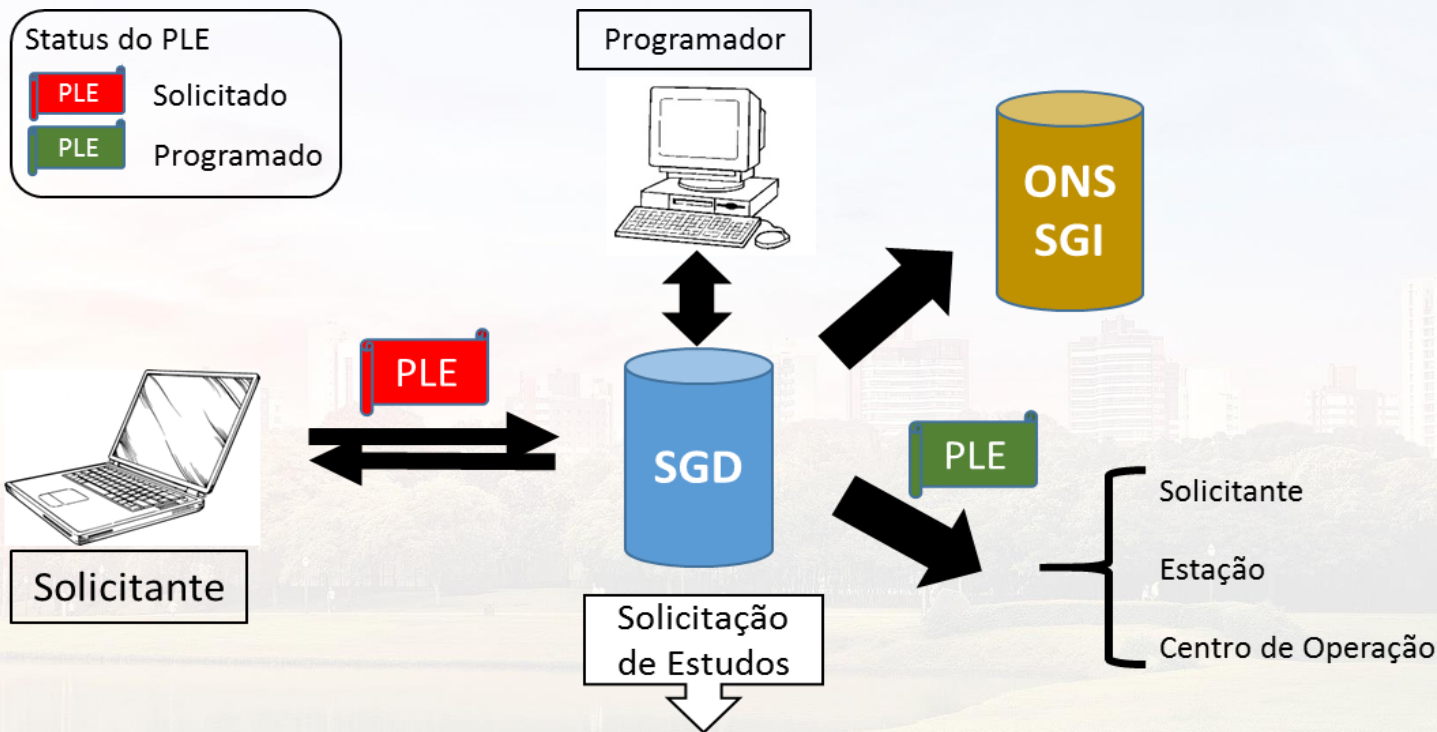 Status do PLE
PLE Solicitado
PLE Programado
Programador
ONS
SGI
PLE
SGD
PLE
Solicitante
Solicitação
de Estudos
Solicitante
Estação
Centro de Operação